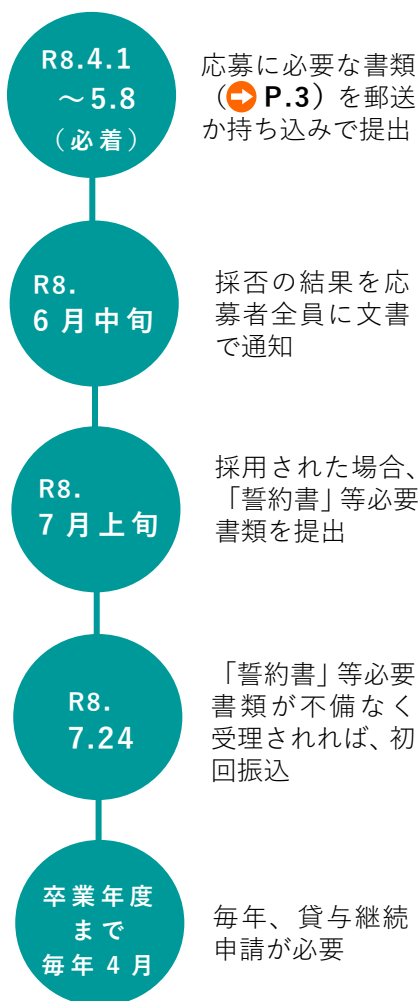 R8.4.1
～5.8
（必着）
応募に必要な書類
（➡ P.3）を郵送
か持ち込みで提出
R8.
6月中旬
採否の結果を応
募者全員に文書
で通知
R8.
7月上旬
採用された場合、
「誓約書」等必要
書類を提出
R8.
7.24
「誓約書」等必要
書類が不備なく
受理されれば、初
回振込
卒業年度
まで
毎年4月
毎年、貸与継続
申請が必要